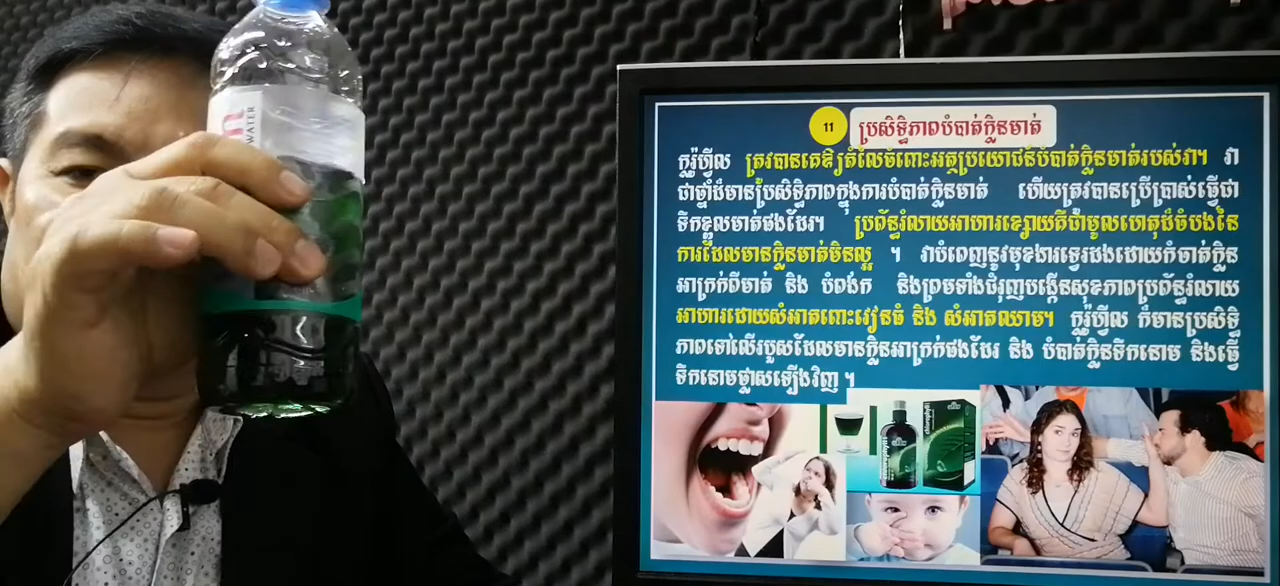 WATER
11
ប្រសិទ្ធិភាពបំបាត់ក្លិនមាត់
ក្លរ៉ូហ្វីល ត្រូវបានគេឱ្យតំលៃចំពោះអត្ថប្រយោជន៍បំបាត់ក្លិនមាត់របស់វា។ វា
ជាថ្នាំដ៏មានប្រសិទ្ធិភាពក្នុងការបំបាត់ក្លិនមាត់ ហើយត្រូវបានប្រើប្រាស់ធ្វើជា
ទឹកខ្ពុលមាត់ផងដែរ។ ប្រព័ន្ធរំលាយអាហារខ្សោយគឺជាមូលហេតុដ៏ចំបងនៃ
ការដែលមានក្លិនមាត់មិនល្អ ។ វាបំពេញនូវមុខងារទ្វេរដងដោយកំចាត់ក្លិន
អាក្រក់ពីមាត់ និង បំពង់ក និងព្រមទាំងជំរុញបង្កើនសុខភាពប្រព័ន្ធរំលាយ
អាហារដោយសំអាតពោះវៀនធំ និង សំអាតឈាម។ ក្លរ៉ូហ្វីល ក៏មានប្រសិទ្ធិ
ភាពទៅលើរបួសដែលមានក្លិនអាក្រក់ផងដែរ និង បំបាត់ក្លិនទឹកនោម និងធ្វើ
ទឹកនោមថ្លាសឡើងវិញ ។
chlorophyll
chlorophyll